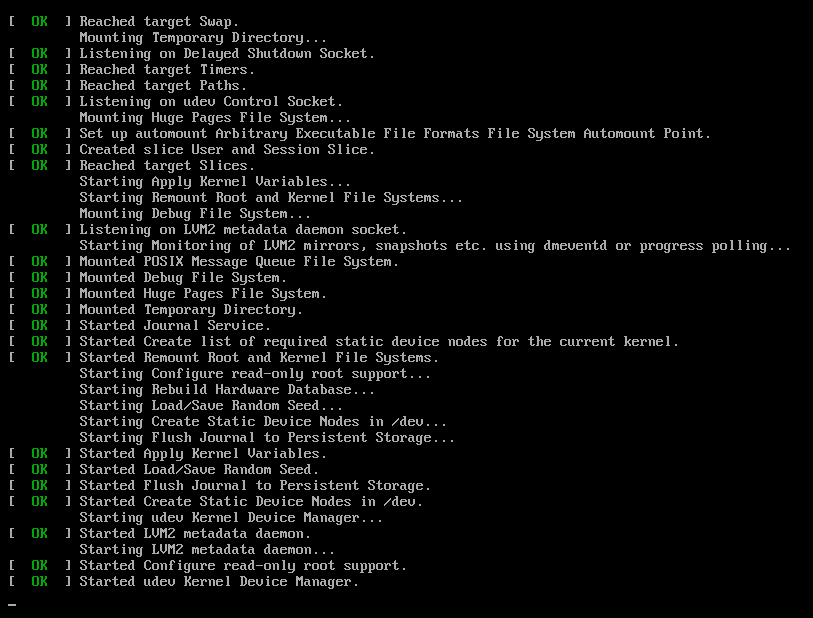 [  OK  ] Reached target Swap.
         Mounting Temporary Directory...
[  OK  ] Listening on Delayed Shutdown Socket.
[  OK  ] Reached target Timers.
[  OK  ] Reached target Paths.
[  OK  ] Listening on udev Control Socket.
         Mounting Huge Pages File System...
[  OK  ] Set up automount Arbitrary Executable File Formats File System Automount Point.
[  OK  ] Created slice User and Session Slice.
[  OK  ] Reached target Slices.
         Starting Apply Kernel Variables...
         Starting Remount Root and Kernel File Systems...
         Mounting Debug File System...
[  OK  ] Listening on LVM2 metadata daemon socket.
         Starting Monitoring of LVM2 mirrors, snapshots etc. using dmeventd or progress polling...
[  OK  ] Mounted POSIX Message Queue File System.
[  OK  ] Mounted Debug File System.
[  OK  ] Mounted Huge Pages File System.
[  OK  ] Mounted Temporary Directory.
[  OK  ] Started Journal Service.
[  OK  ] Started Create list of required static device nodes for the current kernel.
[  OK  ] Started Remount Root and Kernel File Systems.
         Starting Configure read-only root support...
         Starting Rebuild Hardware Database...
         Starting Load/Save Random Seed...
         Starting Create Static Device Nodes in /dev...
         Starting Flush Journal to Persistent Storage...
[  OK  ] Started Apply Kernel Variables.
[  OK  ] Started Load/Save Random Seed.
[  OK  ] Started Flush Journal to Persistent Storage.
[  OK  ] Started Create Static Device Nodes in /dev.
         Starting udev Kernel Device Manager...
[  OK  ] Started LVM2 metadata daemon.
         Starting LVM2 metadata daemon...
[  OK  ] Started Configure read-only root support.
[  OK  ] Started udev Kernel Device Manager.